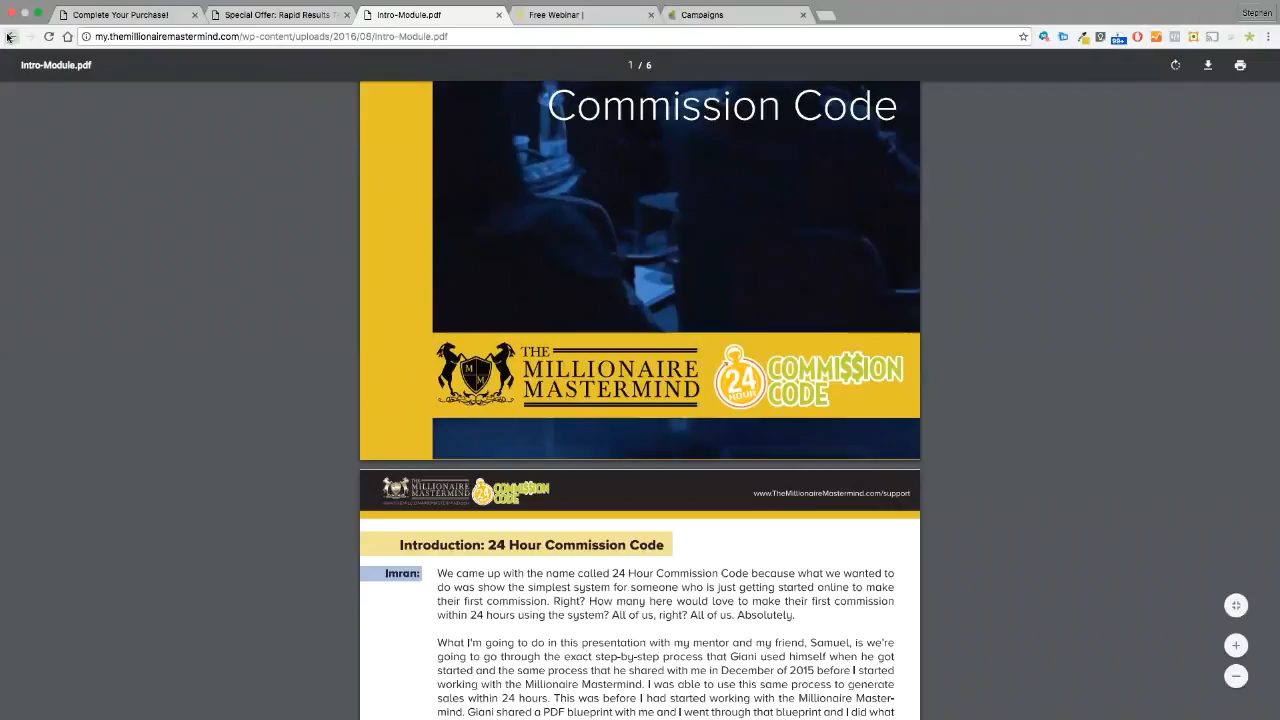 Complete Your Purchase!
Special Offer: Rapid Results T
Intro-Module.pdf
Free Webinar |
Campaigns
Stephen
my.themillionairemastermind.com/wp-content/uploads/2016/08/Intro-Module.pdf
99+
Intro-Module.pdf
1 / 6
Commission Code
M M
THE
MILLIONAIRE
MASTERMIND
24
HOUR
COMMI$$ION
CODE
THE
MILLIONAIRE
MASTERMIND
24
COMMI$$ION
CODE
www.TheMillionaireMastermind.com/support
Introduction: 24 Hour Commission Code
Imran:
We came up with the name called 24 Hour Commission Code because what we wanted to
do was show the simplest system for someone who is just getting started online to make
their first commission. Right? How many here would love to make their first commission
within 24 hours using the system? All of us, right? All of us. Absolutely.
What I'm going to do in this presentation with my mentor and my friend, Samuel, is we're
going to go through the exact step-by-step process that Giani used himself when he got
started and the same process that he shared with me in December of 2015 before I started
working with the Millionaire Mastermind. I was able to use this same process to generate
sales within 24 hours. This was before I had started working with the Millionaire Master-
mind. Giani shared a PDF blueprint with me and I went through that blueprint and I did what